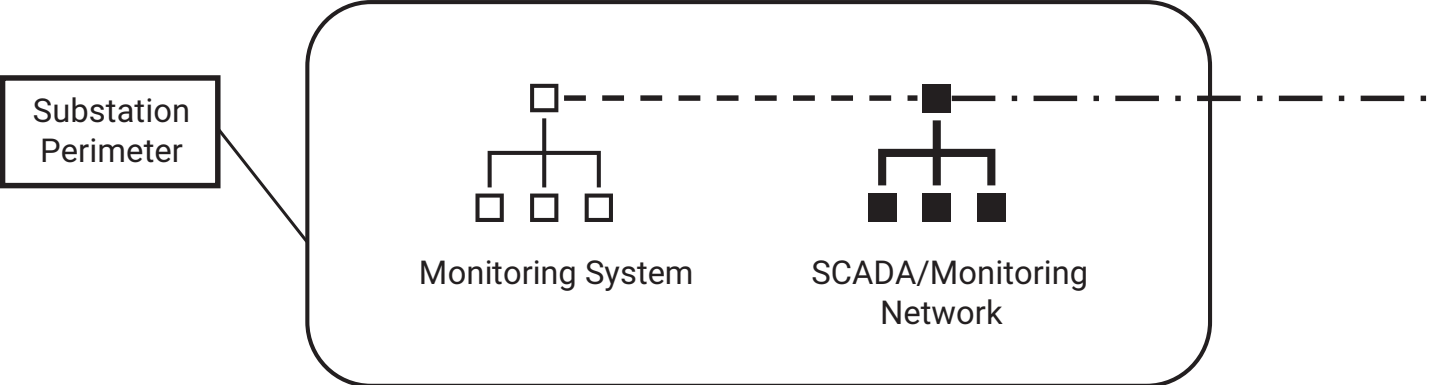 Substation
Perimeter
Monitoring System
SCADA/Monitoring
Network